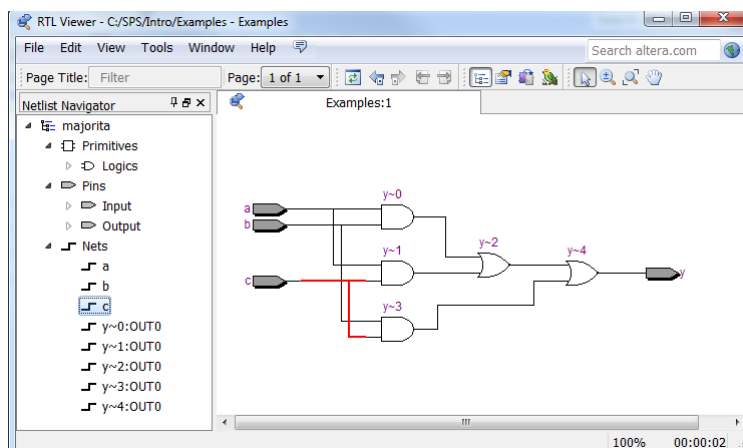 RTL Viewer - C:/SPS/Intro/Examples - Examples
File Edit View Tools Window Help
Search altera.com
Page Title: Filter
Page: 1 of 1
Netlist Navigator
Examples:1
majorita
Primitives
Logics
Pins
Input
Output
Nets
a
b
c
y~0:OUT0
y~1:OUT0
y~2:OUT0
y~3:OUT0
y~4:OUT0
y~0
a
b
y~1
y~2
y~4
c
y
y~3
100% 00:00:02